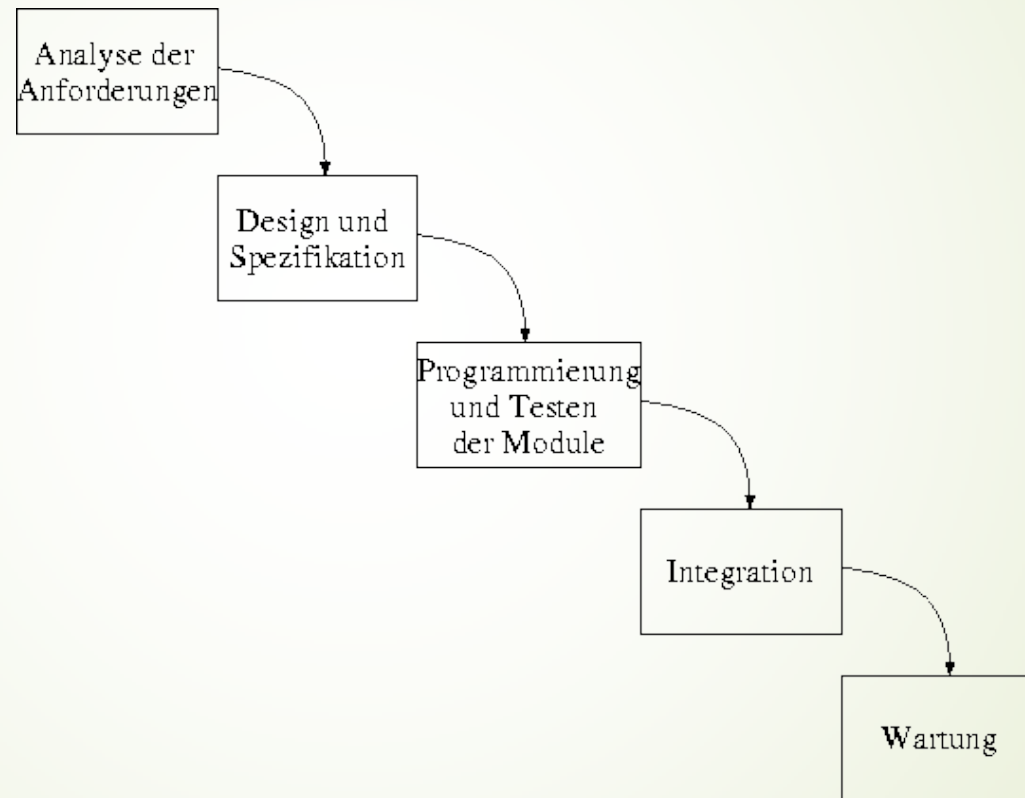 Analyse der
Anforderungen
Design und
Spezifikation
Programmierung
und Testen
der Module
Integration
Wartung